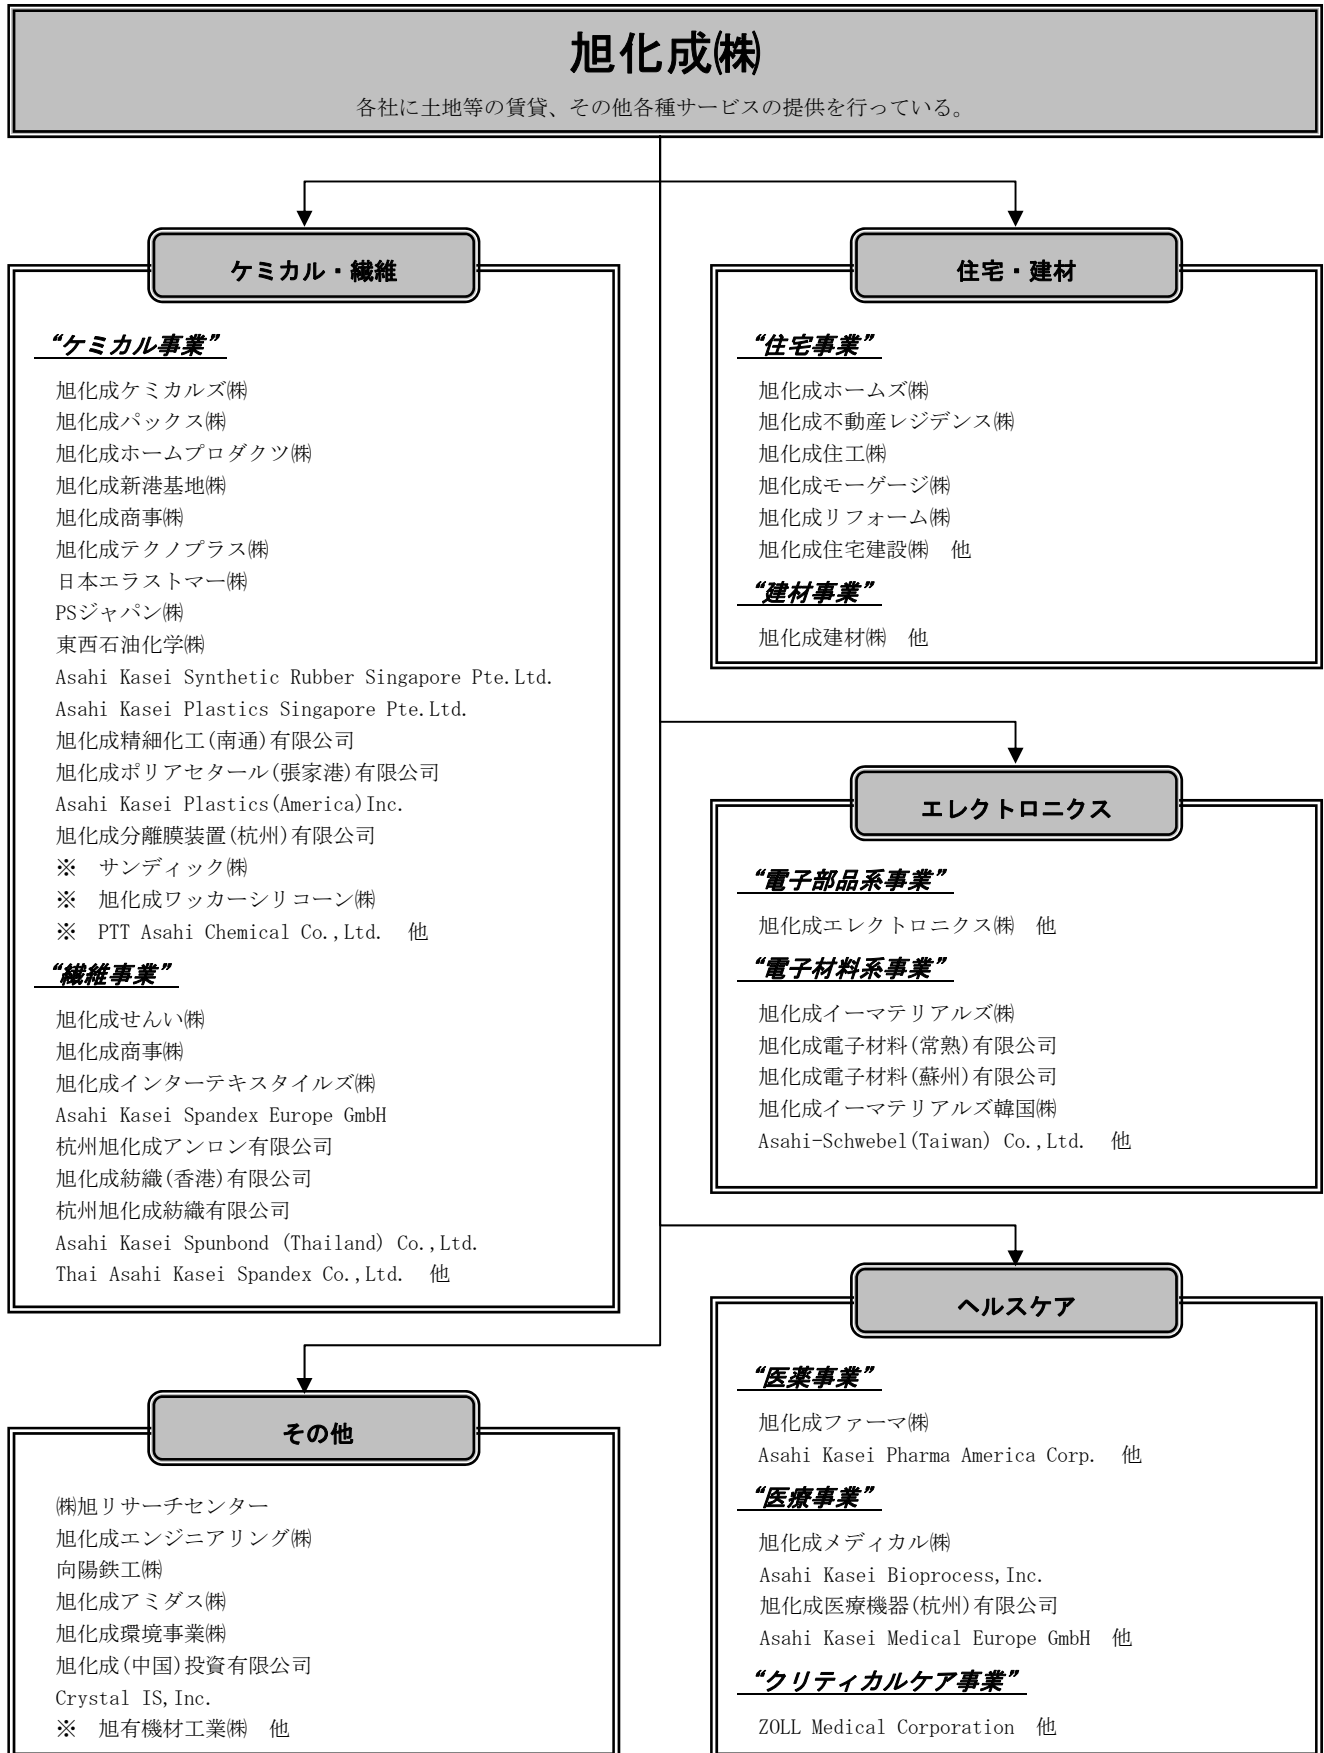 旭化成㈱
各社に土地等の賃貸、その他各種サービスの提供を行っている。
ケミカル・繊維
“ケミカル事業”
旭化成ケミカルズ㈱
旭化成パックス㈱
旭化成ホームプロダクツ㈱
旭化成新港基地㈱
旭化成商事㈱
旭化成テクノプラス㈱
日本エラストマー㈱
PSジャパン㈱
東西石油化学㈱
Asahi Kasei Synthetic Rubber Singapore Pte.Ltd.
Asahi Kasei Plastics Singapore Pte.Ltd.
旭化成精細化工(南通)有限公司
旭化成ポリアセタール(張家港)有限公司
Asahi Kasei Plastics(America)Inc.
旭化成分離膜装置(杭州)有限公司
※　サンディック㈱
※　旭化成ワッカーシリコーン㈱
※　PTT Asahi Chemical Co.,Ltd.　他
“繊維事業”
旭化成せんい㈱
旭化成商事㈱
旭化成インターテキスタイルズ㈱
Asahi Kasei Spandex Europe GmbH
杭州旭化成アンロン有限公司
旭化成紡織(香港)有限公司
杭州旭化成紡織有限公司
Asahi Kasei Spunbond (Thailand) Co.,Ltd.
Thai Asahi Kasei Spandex Co.,Ltd.　他
住宅・建材
“住宅事業”
旭化成ホームズ㈱
旭化成不動産レジデンス㈱
旭化成住工㈱
旭化成モーゲージ㈱
旭化成リフォーム㈱
旭化成住宅建設㈱　他
“建材事業”
旭化成建材㈱　他
エレクトロニクス
“電子部品系事業”
旭化成エレクトロニクス㈱　他
“電子材料系事業”
旭化成イーマテリアルズ㈱
旭化成電子材料(常熟)有限公司
旭化成電子材料(蘇州)有限公司
旭化成イーマテリアルズ韓国㈱
Asahi-Schwebel(Taiwan) Co.,Ltd.　他
その他
㈱旭リサーチセンター
旭化成エンジニアリング㈱
向陽鉄工㈱
旭化成アミダス㈱
旭化成環境事業㈱
旭化成(中国)投資有限公司
Crystal IS,Inc.
※　旭有機材工業㈱　他
ヘルスケア
“医薬事業”
旭化成ファーマ㈱
Asahi Kasei Pharma America Corp.　他
“医療事業”
旭化成メディカル㈱
Asahi Kasei Bioprocess,Inc.
旭化成医療機器(杭州)有限公司
Asahi Kasei Medical Europe GmbH　他
“クリティカルケア事業”
ZOLL Medical Corporation　他